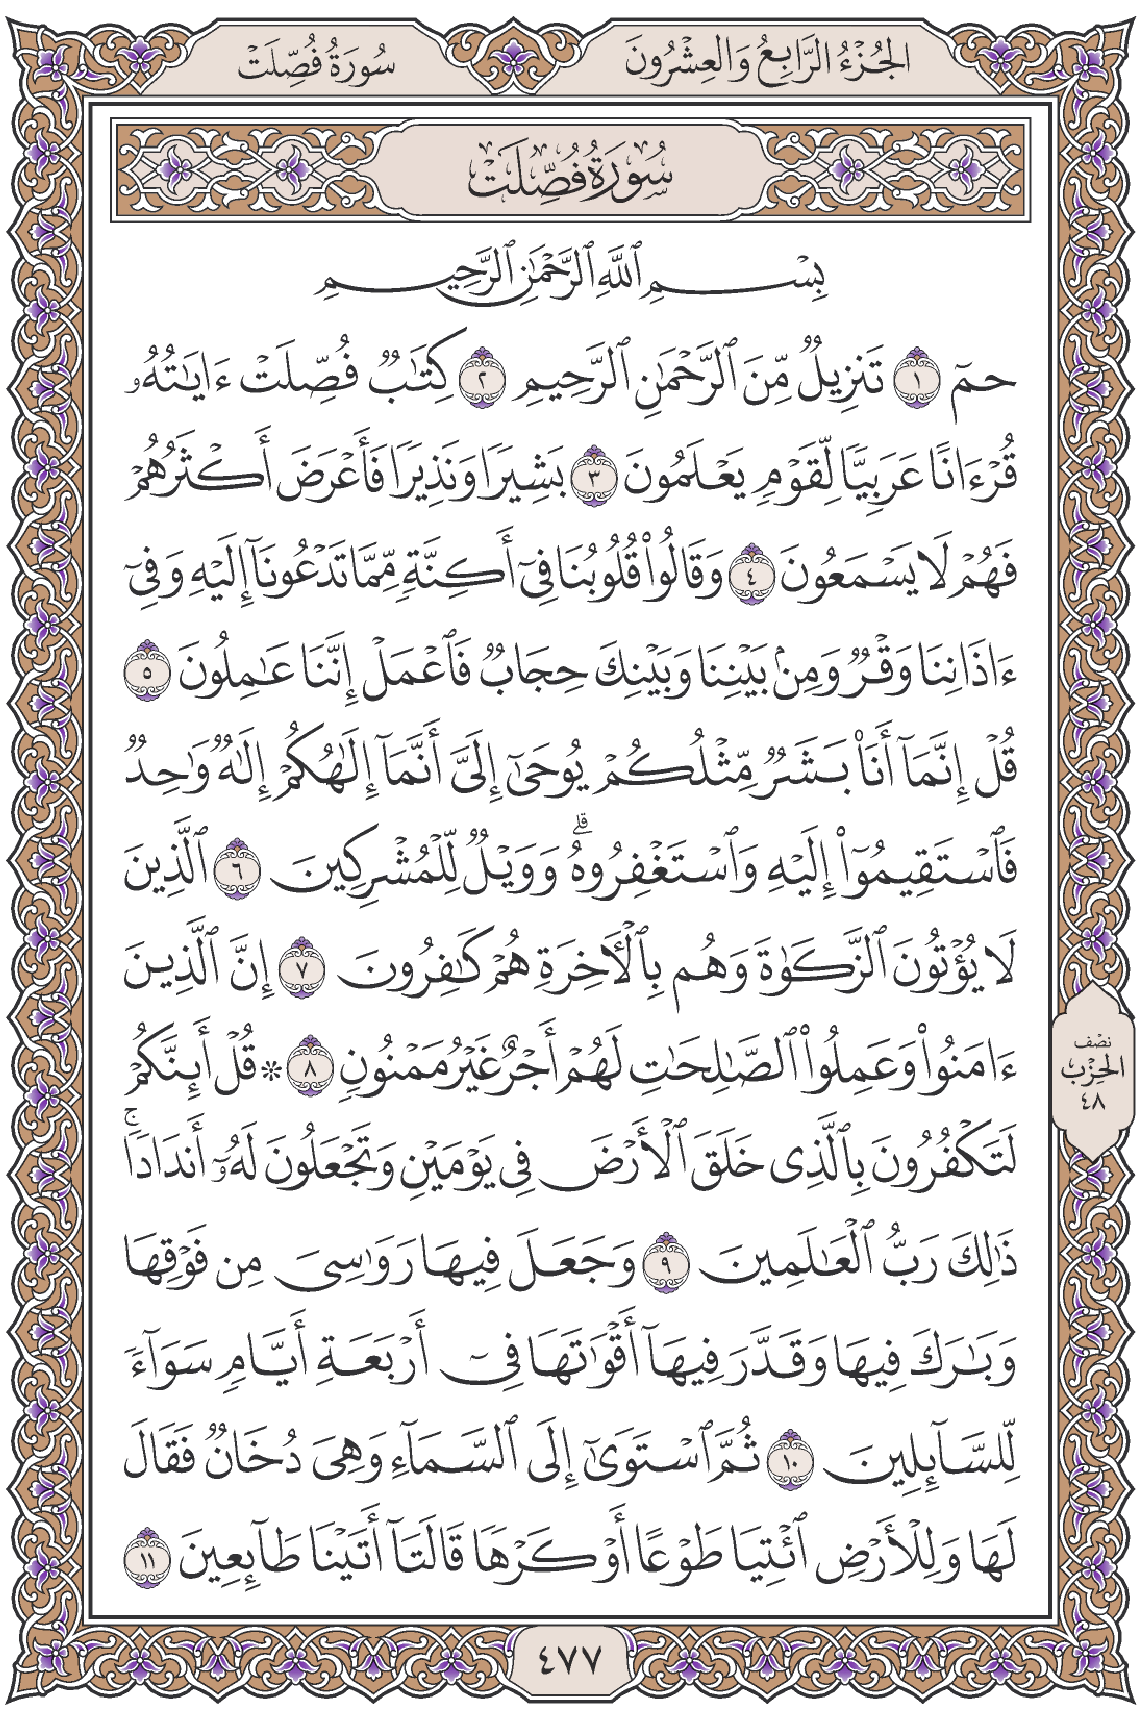 الجُزْءُ الرَّابِعُ وَالعِشْرُونَ
سُورَةُ فُصِّلَتْ
سُورَةُ فُصِّلَتْ
بِسْمِ ٱللَّهِ ٱلرَّحْمَٰنِ ٱلرَّحِيمِ
حمٓ ١ تَنزِيلٌ مِّنَ ٱلرَّحْمَٰنِ ٱلرَّحِيمِ ٢ كِتَٰبٌ فُصِّلَتْ ءَايَٰتُهُۥ
قُرْءَانًا عَرَبِيًّا لِّقَوْمٍ يَعْلَمُونَ ٣ بَشِيرًا وَنَذِيرًا فَأَعْرَضَ أَكْثَرُهُمْ
فَهُمْ لَا يَسْمَعُونَ ٤ وَقَالُوا۟ قُلُوبُنَا فِىٓ أَكِنَّةٍ مِّمَّا تَدْعُونَآ إِلَيْهِ وَفِىٓ
ءَاذَانِنَا وَقْرٌ وَمِنۢ بَيْنِنَا وَبَيْنِكَ حِجَابٌ فَٱعْمَلْ إِنَّنَا عَٰمِلُونَ ٥
قُلْ إِنَّمَآ أَنَا۠ بَشَرٌ مِّثْلُكُمْ يُوحَىٰٓ إِلَىَّ أَنَّمَآ إِلَٰهُكُمْ إِلَٰهٌ وَٰحِدٌ
فَٱسْتَقِيمُوٓا۟ إِلَيْهِ وَٱسْتَغْفِرُوهُ ۗ وَوَيْلٌ لِّلْمُشْرِكِينَ ٦ ٱلَّذِينَ
لَا يُؤْتُونَ ٱلزَّكَوٰةَ وَهُم بِٱلْـَٔاخِرَةِ هُمْ كَٰفِرُونَ ٧ إِنَّ ٱلَّذِينَ
ءَامَنُوا۟ وَعَمِلُوا۟ ٱلصَّٰلِحَٰتِ لَهُمْ أَجْرٌ غَيْرُ مَمْنُونٍ ٨ ۞ قُلْ أَئِنَّكُمْ
لَتَكْفُرُونَ بِٱلَّذِى خَلَقَ ٱلْأَرْضَ فِى يَوْمَيْنِ وَتَجْعَلُونَ لَهُۥٓ أَندَادًا ۚ
ذَٰلِكَ رَبُّ ٱلْعَٰلَمِينَ ٩ وَجَعَلَ فِيهَا رَوَٰسِىَ مِن فَوْقِهَا
وَبَٰرَكَ فِيهَا وَقَدَّرَ فِيهَآ أَقْوَٰتَهَا فِىٓ أَرْبَعَةِ أَيَّامٍ سَوَآءً
لِّلسَّآئِلِينَ ١٠ ثُمَّ ٱسْتَوَىٰٓ إِلَى ٱلسَّمَآءِ وَهِىَ دُخَانٌ فَقَالَ
لَهَا وَلِلْأَرْضِ ٱئْتِيَا طَوْعًا أَوْ كَرْهًا قَالَتَآ أَتَيْنَا طَآئِعِينَ ١١
نصْف
الحِزْب
٤٨
٤٧٧